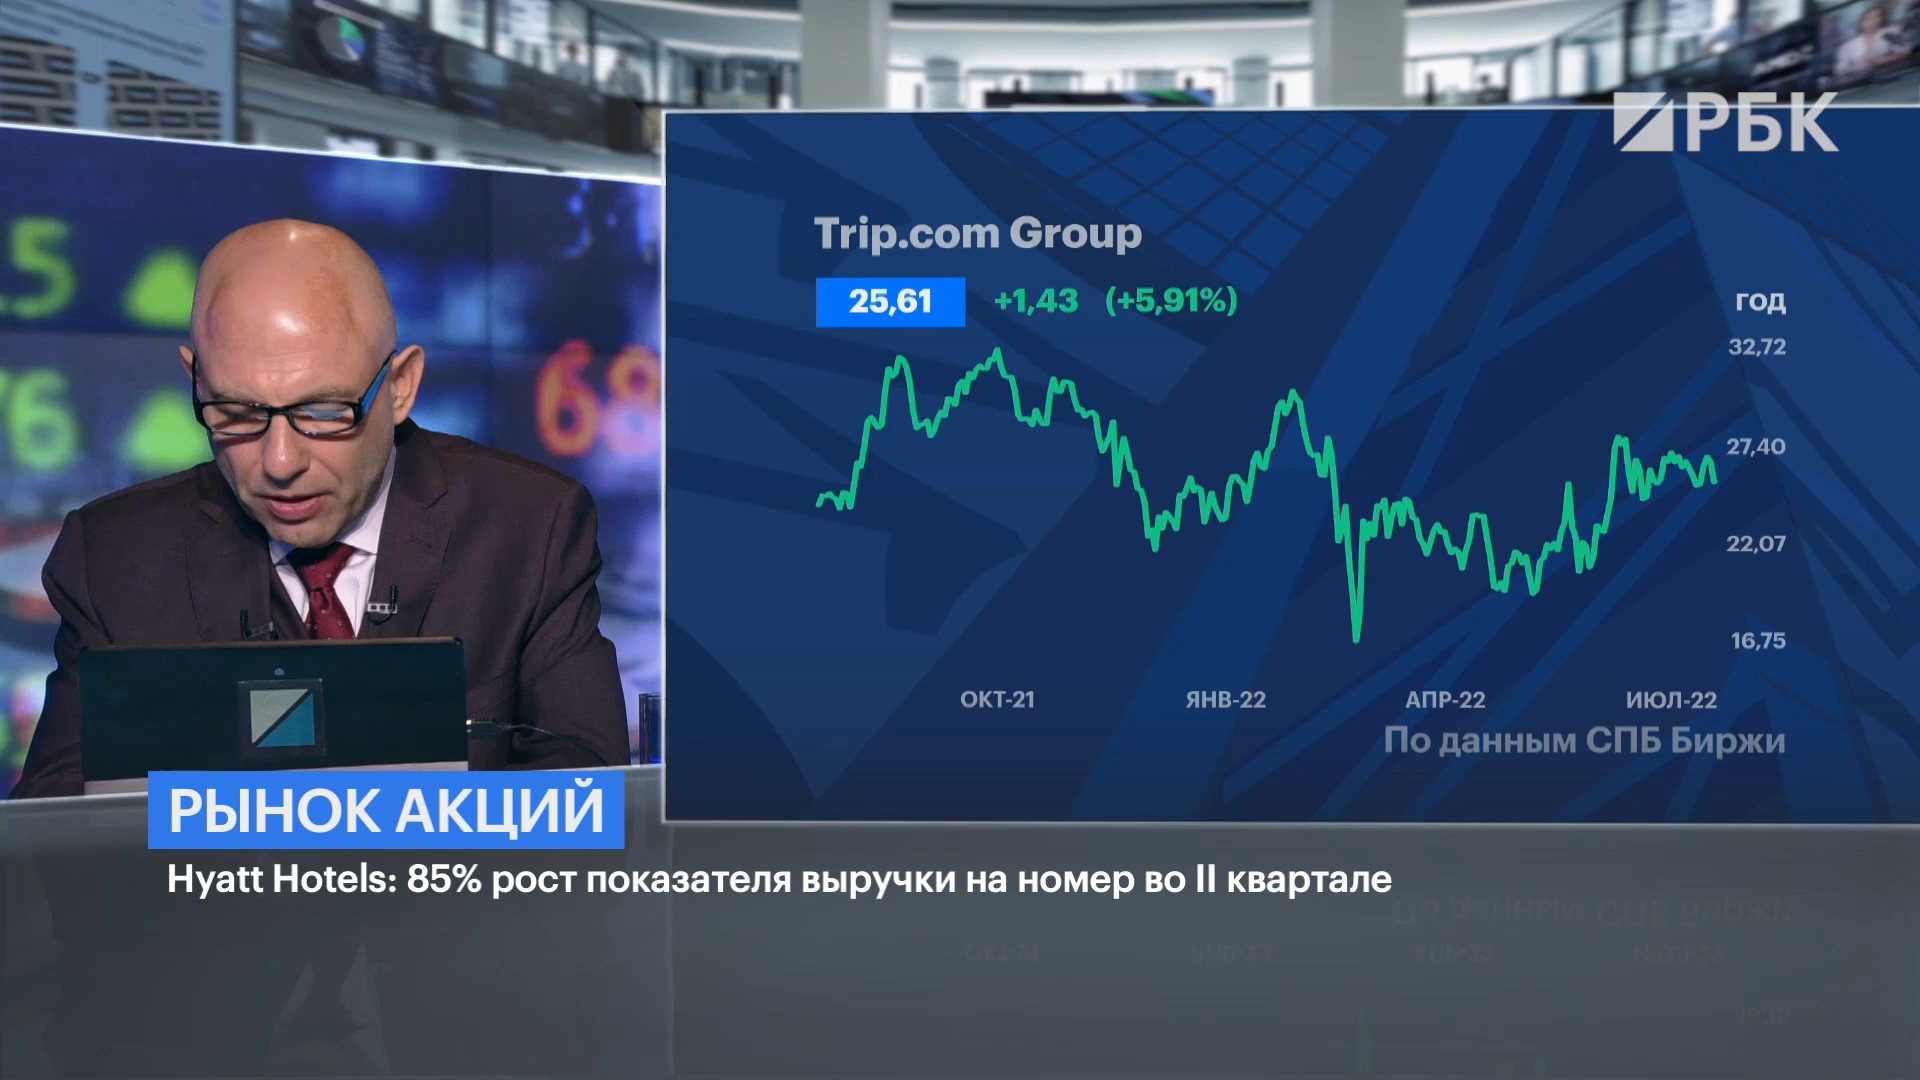 РБК
Trip.com Group
25,61 +1,43 (+5,91%)
ГОД
32,72
27,40
22,07
16,75
ОКТ-21 ЯНВ-22 АПР-22 ИЮЛ-22
По данным СПБ Биржи
68
РЫНОК АКЦИЙ
Hyatt Hotels: 85% рост показателя выручки на номер во II квартале